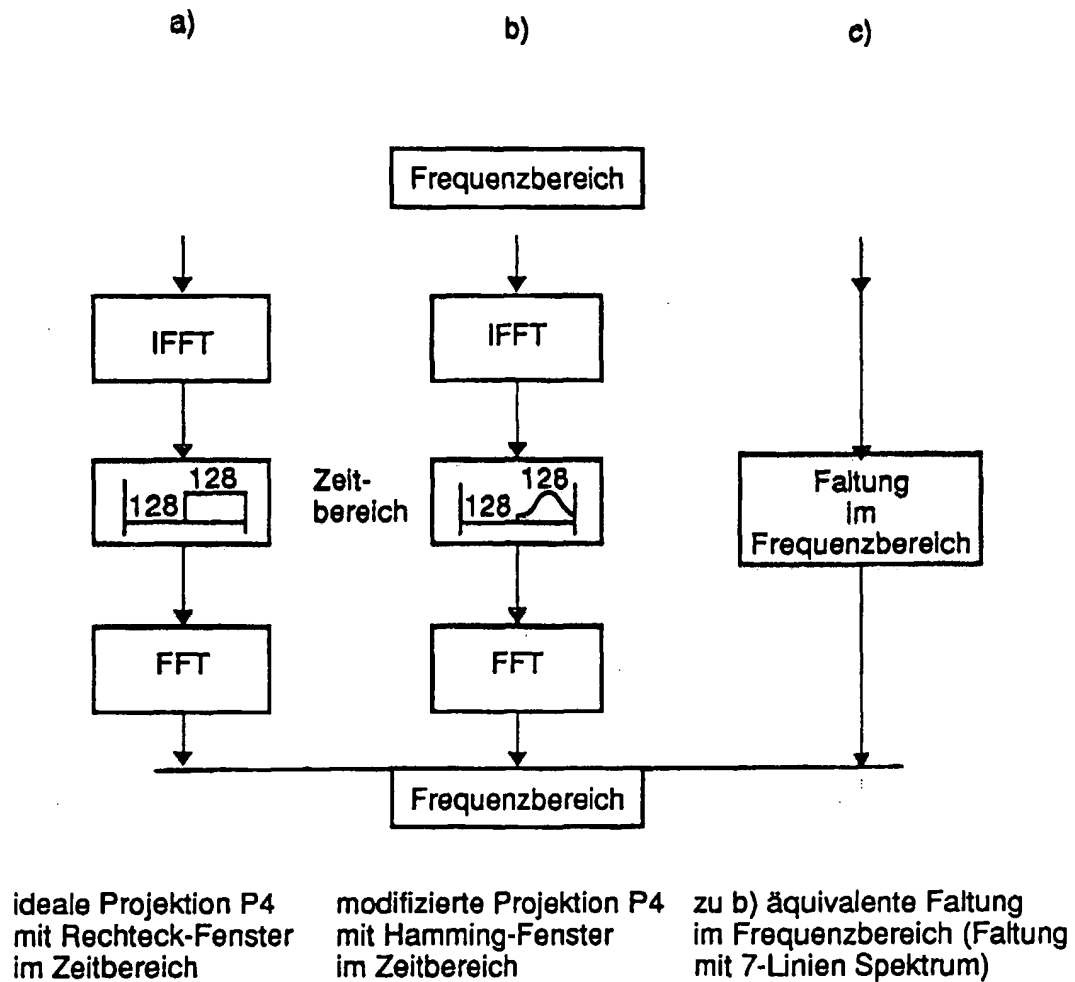 a)
b)
c)
Frequenzbereich
IFFT
IFFT
128
128
Zeit-
bereich
128
128
Faltung
im
Frequenzbereich
FFT
FFT
Frequenzbereich
ideale Projektion P4
mit Rechteck-Fenster
im Zeitbereich
modifizierte Projektion P4
mit Hamming-Fenster
im Zeitbereich
zu b) äquivalente Faltung
im Frequenzbereich (Faltung
mit 7-Linien Spektrum)